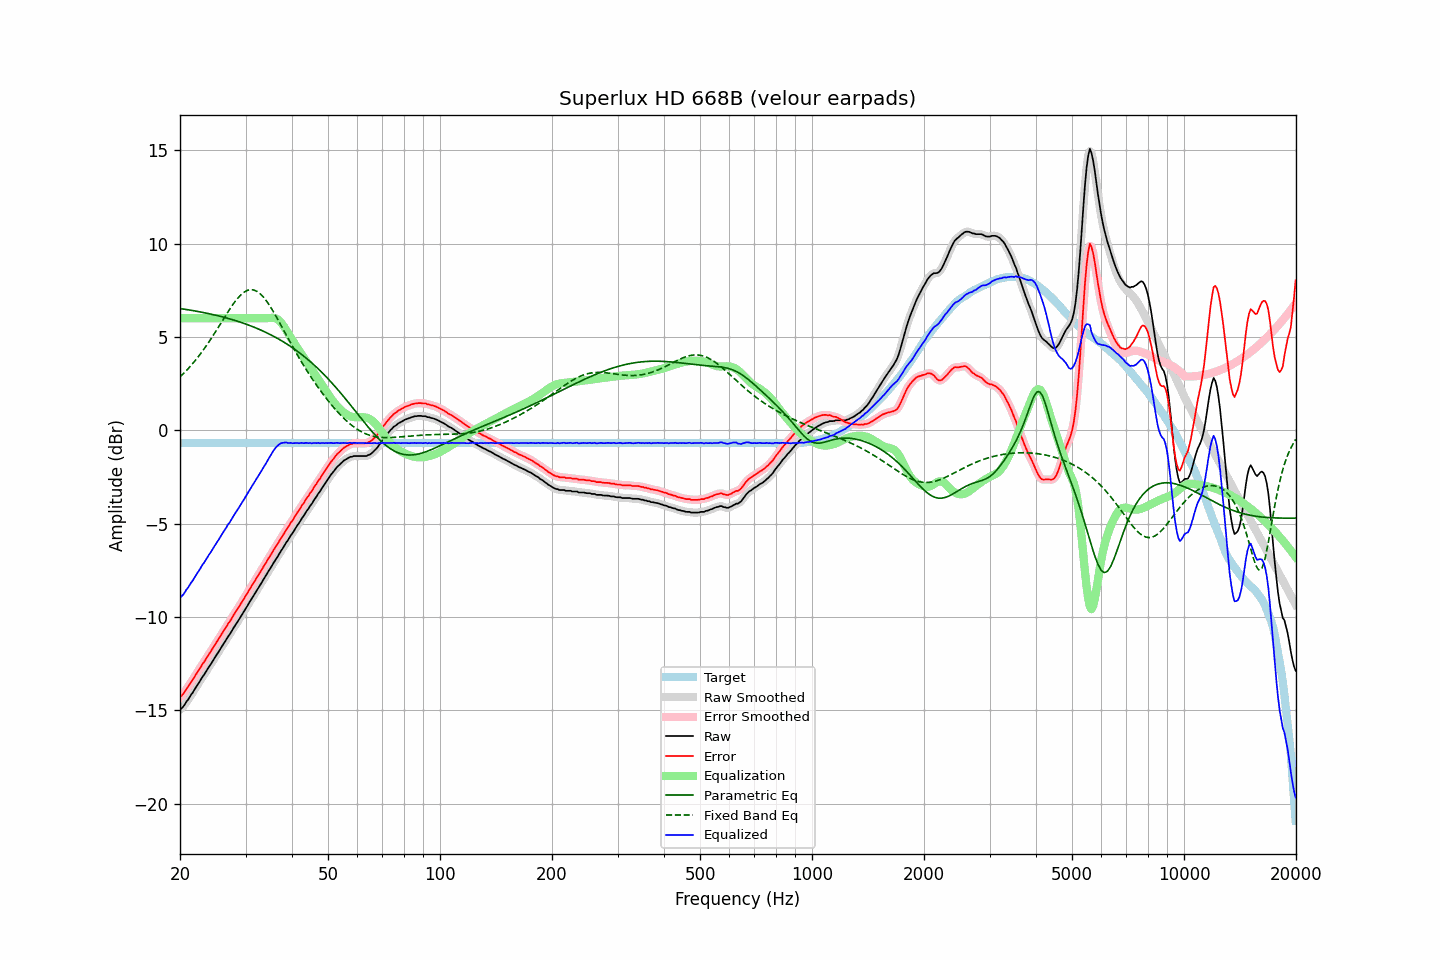 Superlux HD 668B (velour earpads)
Amplitude (dBr)
15
10
5
0
−5
−10
−15
−20
Target
Raw Smoothed
Error Smoothed
Raw
Error
Equalization
Parametric Eq
Fixed Band Eq
Equalized
20 50 100 200 500 1000 2000 5000 10000 20000
Frequency (Hz)